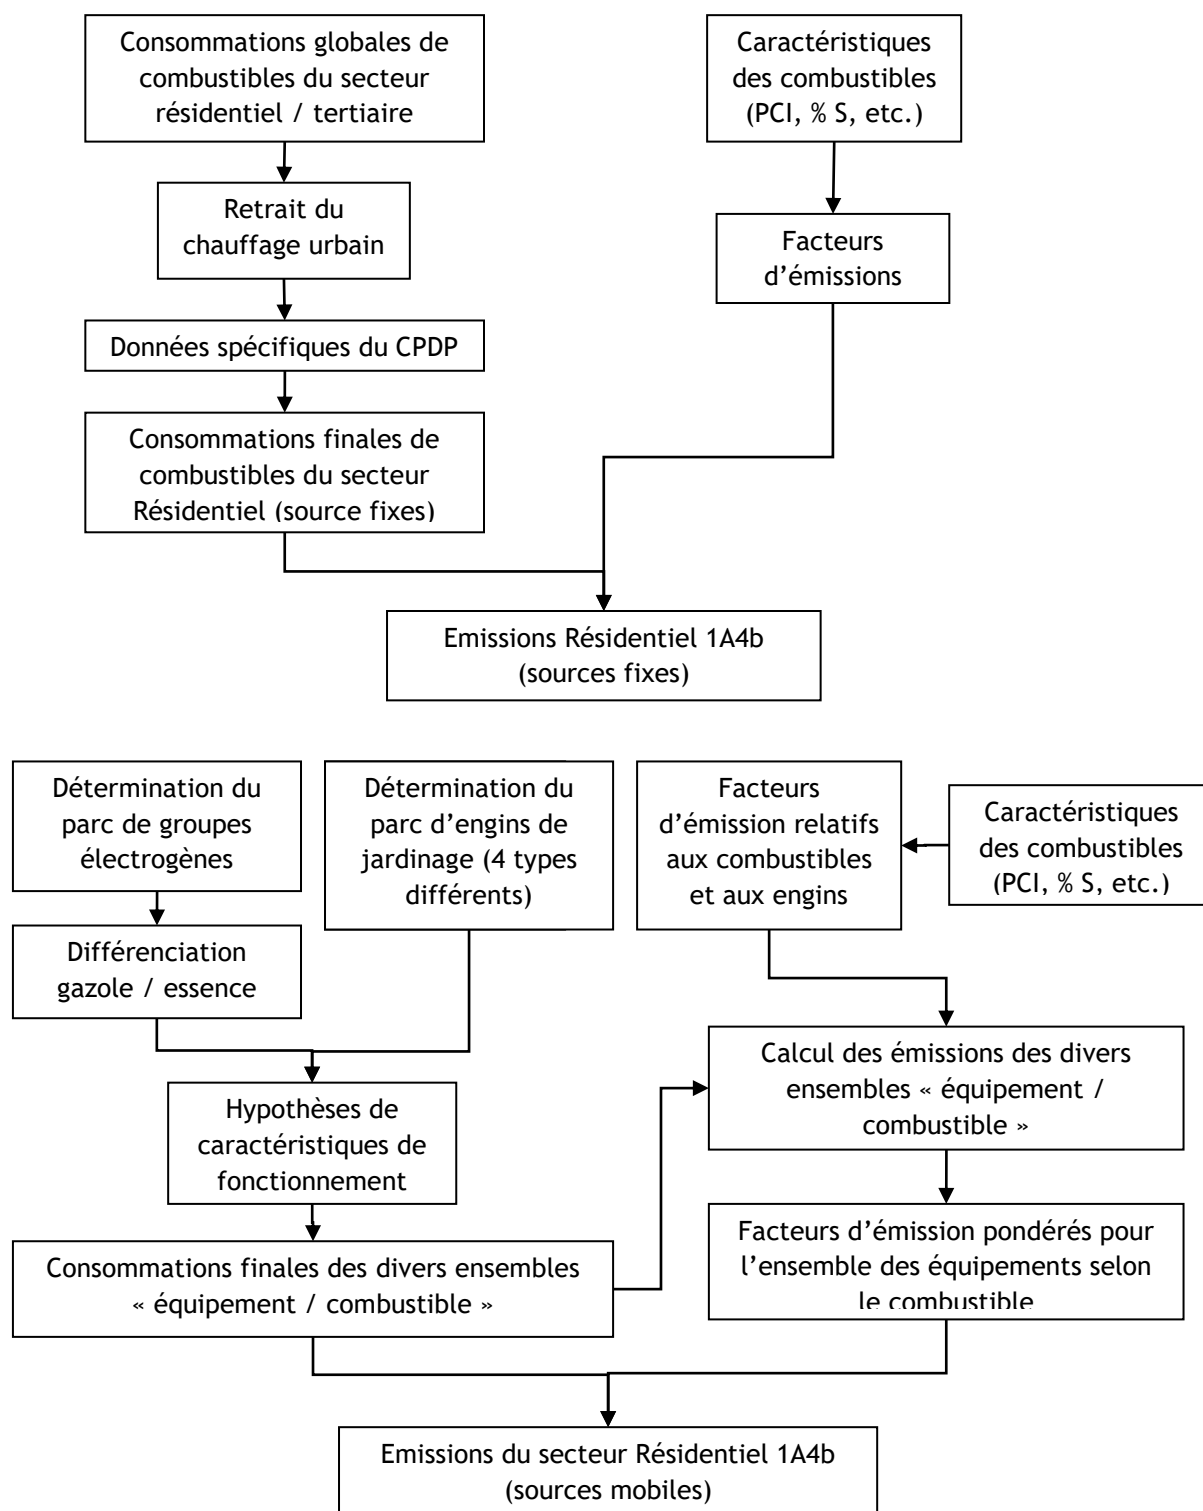 Consommations globales de
combustibles du secteur
résidentiel / tertiaire
Caractéristiques
des combustibles
(PCI, % S, etc.)
Retrait du
chauffage urbain
Facteurs
d’émissions
Données spécifiques du CPDP
Consommations finales de
combustibles du secteur
Résidentiel (source fixes)
Emissions Résidentiel 1A4b
(sources fixes)
Détermination du
parc de groupes
électrogènes
Détermination du
parc d’engins de
jardinage (4 types
différents)
Facteurs
d’émission relatifs
aux combustibles
et aux engins
Caractéristiques
des combustibles
(PCI, % S, etc.)
Différenciation
gazole / essence
Hypothèses de
caractéristiques de
fonctionnement
Calcul des émissions des divers
ensembles « équipement /
combustible »
Consommations finales des divers ensembles
« équipement / combustible »
Facteurs d’émission pondérés pour
l’ensemble des équipements selon
le combustible
Emissions du secteur Résidentiel 1A4b
(sources mobiles)